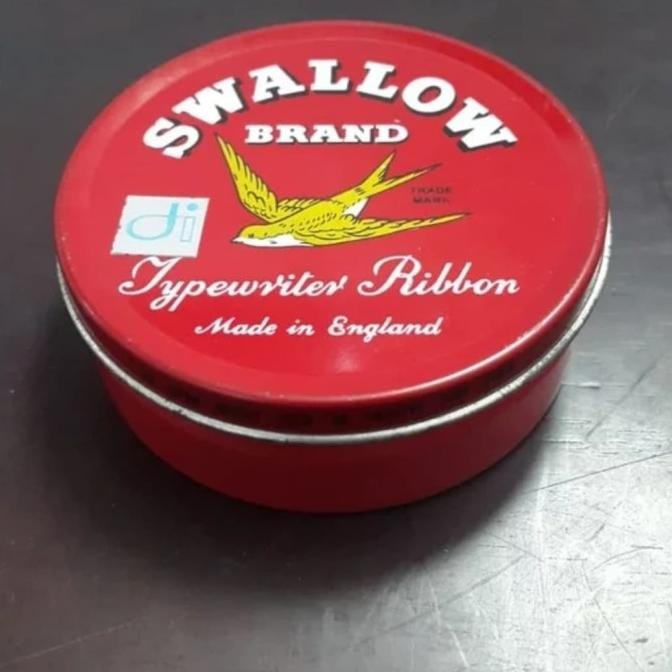 SWALLOW
BRAND
TRADE
MARK
di
Typewriter Ribbon
Made in England